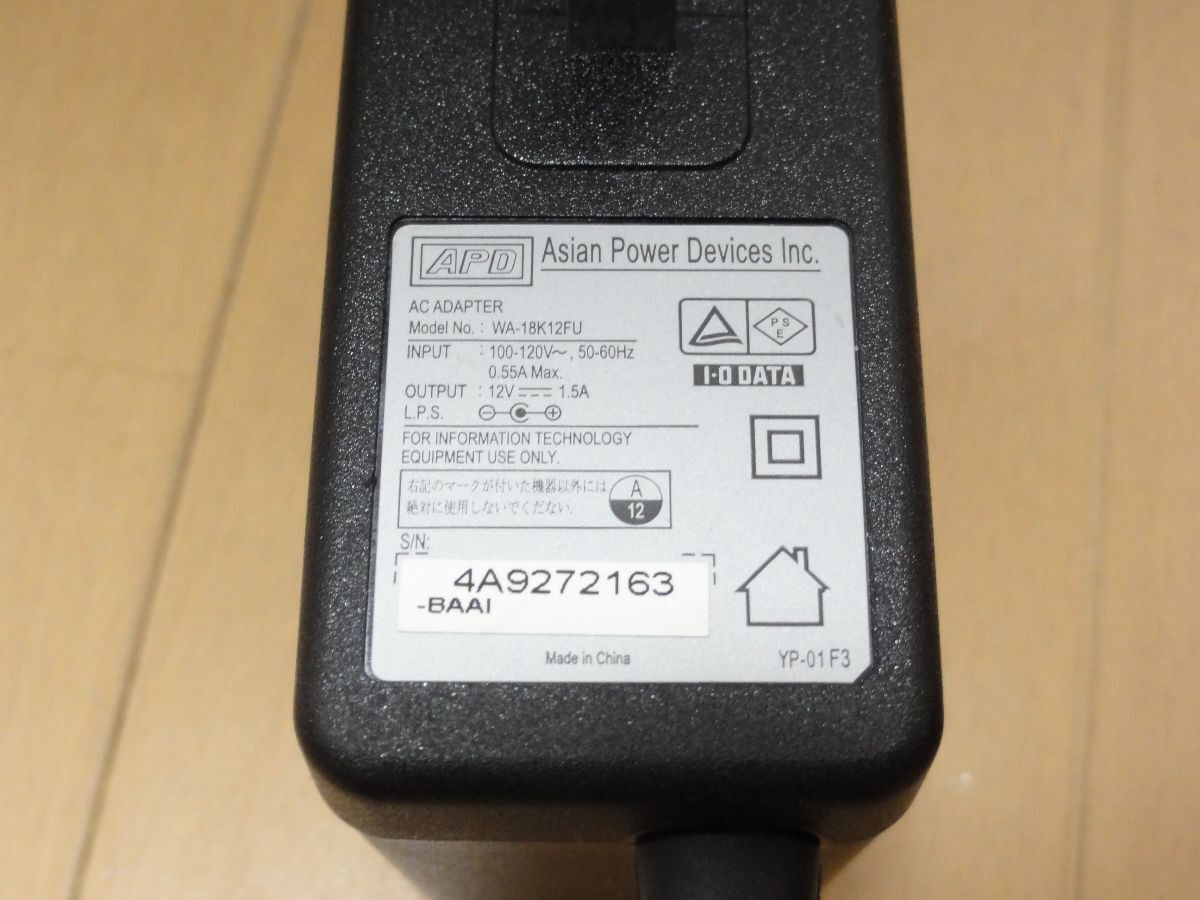 APD Asian Power Devices Inc.
AC ADAPTER
Model No. : WA-18K12FU
INPUT : 100-120V～, 50-60Hz
0.55A Max.
OUTPUT : 12V⎓ 1.5A
L.P.S.
PSE
I·O DATA
FOR INFORMATION TECHNOLOGY
EQUIPMENT USE ONLY.
右記のマークが付いた機器以外には
絶対に使用しないでください.
A
12
S/N:
4A9272163
-BAAI
Made in China
YP-01 F3